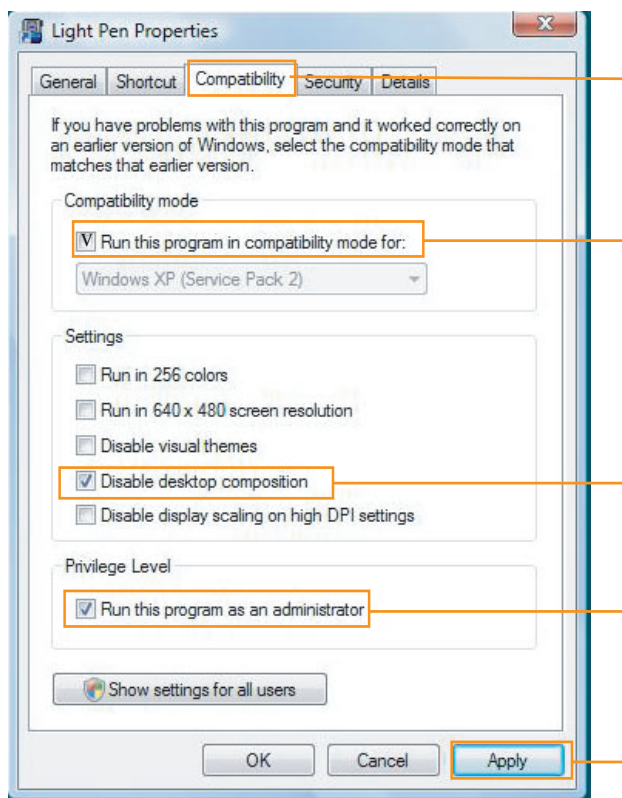 Light Pen Properties
General Shortcut Compatibility Security Details
If you have problems with this program and it worked correctly on
an earlier version of Windows, select the compatibility mode that
matches that earlier version.
Compatibility mode
V Run this program in compatibility mode for:
Windows XP (Service Pack 2)
Settings
Run in 256 colors
Run in 640 x 480 screen resolution
Disable visual themes
Disable desktop composition
Disable display scaling on high DPI settings
Privilege Level
Run this program as an administrator
Show settings for all users
OK Cancel Apply